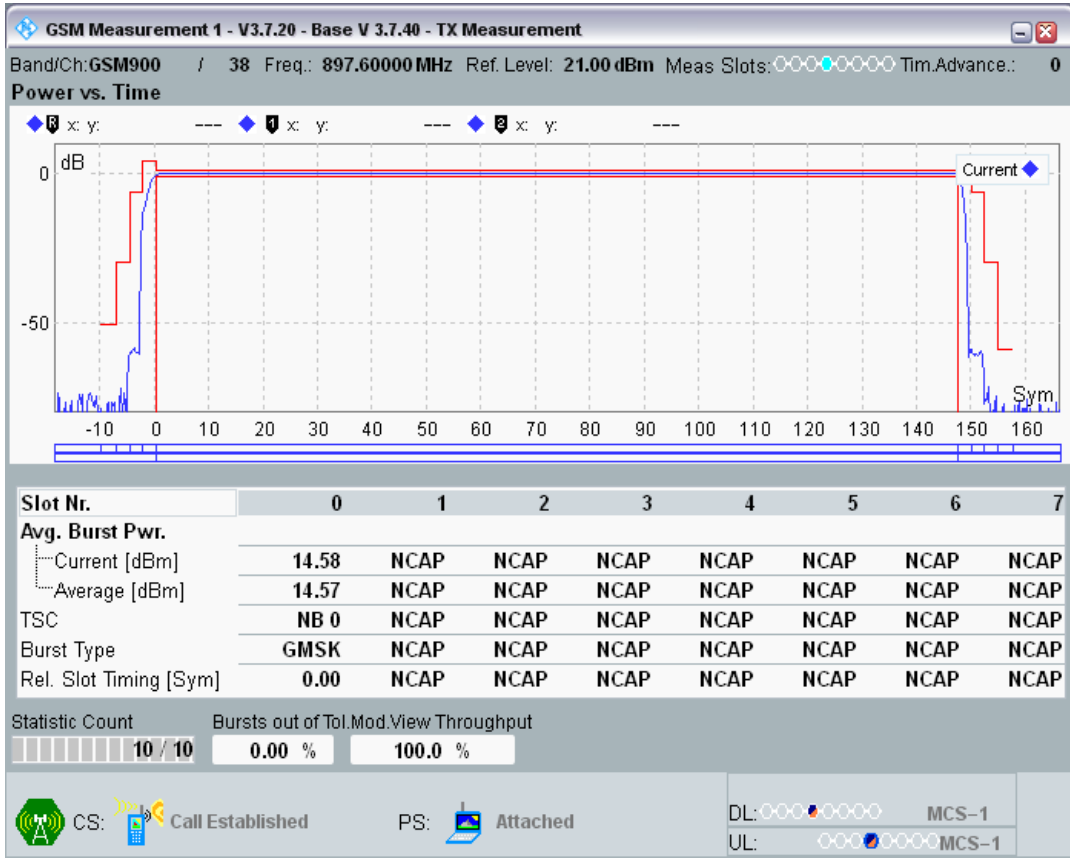 GSM Measurement 1 - V3.7.20 - Base V 3.7.40 - TX Measurement
Band/Ch:GSM900 / 38 Freq.: 897.60000 MHz Ref. Level: 21.00 dBm Meas Slots: Tim.Advance.: 0
Power vs. Time
R x: y: --- 1 x: y: --- 2 x: y: ---
dB
0
Current
-50
Sym
-10 0 10 20 30 40 50 60 70 80 90 100 110 120 130 140 150 160
Slot Nr. 0 1 2 3 4 5 6 7
Avg. Burst Pwr.
Current [dBm] 14.58 NCAP NCAP NCAP NCAP NCAP NCAP NCAP
Average [dBm] 14.57 NCAP NCAP NCAP NCAP NCAP NCAP NCAP
TSC NB 0 NCAP NCAP NCAP NCAP NCAP NCAP NCAP
Burst Type GMSK NCAP NCAP NCAP NCAP NCAP NCAP NCAP
Rel. Slot Timing [Sym] 0.00 NCAP NCAP NCAP NCAP NCAP NCAP NCAP
Statistic Count Bursts out of Tol.Mod.View Throughput
10 / 10 0.00 % 100.0 %
CS: Call Established PS: Attached
DL: MCS-1
UL: MCS-1